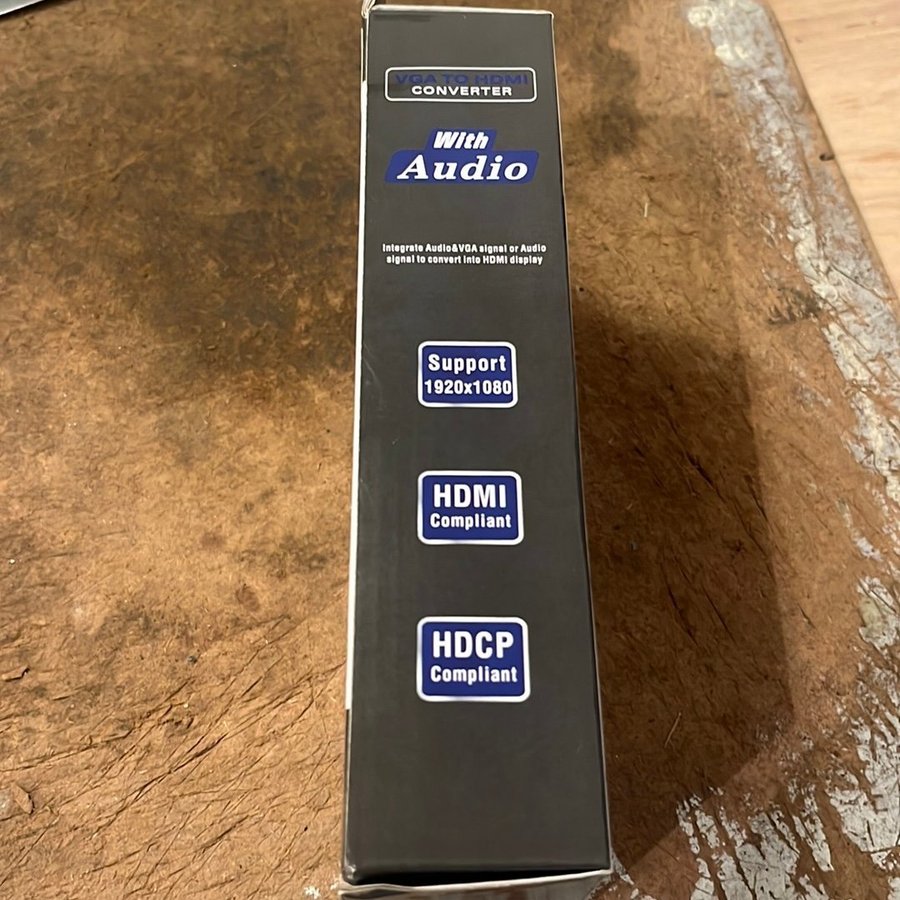 VGA TO HDMI
CONVERTER
With
Audio
Integrate Audio&VGA signal or Audio
signal to convert into HDMI display
Support
1920x1080
HDMI
Compliant
HDCP
Compliant